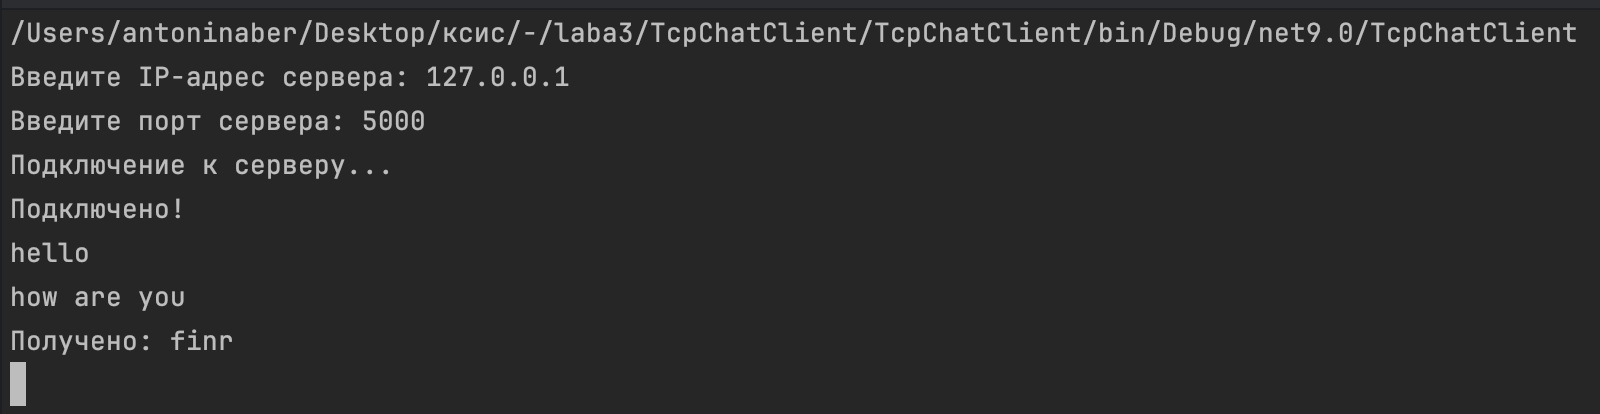 /Users/antoninaber/Desktop/ксис/-/laba3/TcpChatClient/TcpChatClient/bin/Debug/net9.0/TcpChatClient
Введите IP-адрес сервера: 127.0.0.1
Введите порт сервера: 5000
Подключение к серверу...
Подключено!
hello
how are you
Получено: finr